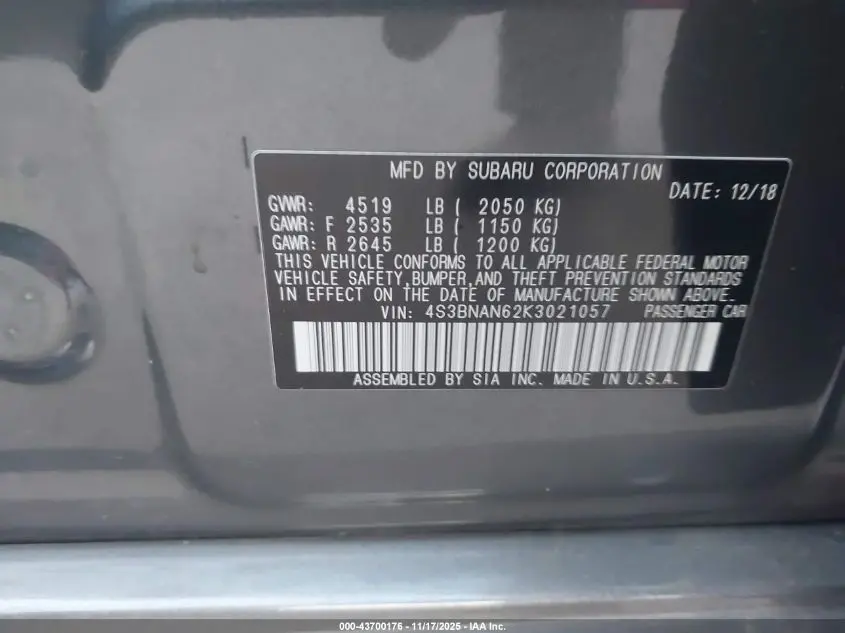 MFD BY SUBARU CORPORATION
DATE: 12/18
GVWR: 4519 LB ( 2050 KG)
GAWR: F 2535 LB ( 1150 KG)
GAWR: R 2645 LB ( 1200 KG)
THIS VEHICLE CONFORMS TO ALL APPLICABLE FEDERAL MOTOR
VEHICLE SAFETY,BUMPER,AND THEFT PREVENTION STANDARDS
IN EFFECT ON THE DATE OF MANUFACTURE SHOWN ABOVE.
VIN: 4S3BNAN62K3021057 PASSENGER CAR
ASSEMBLED BY SIA INC. MADE IN U.S.A.
000-43700176 - 11/17/2025 - IAA Inc.